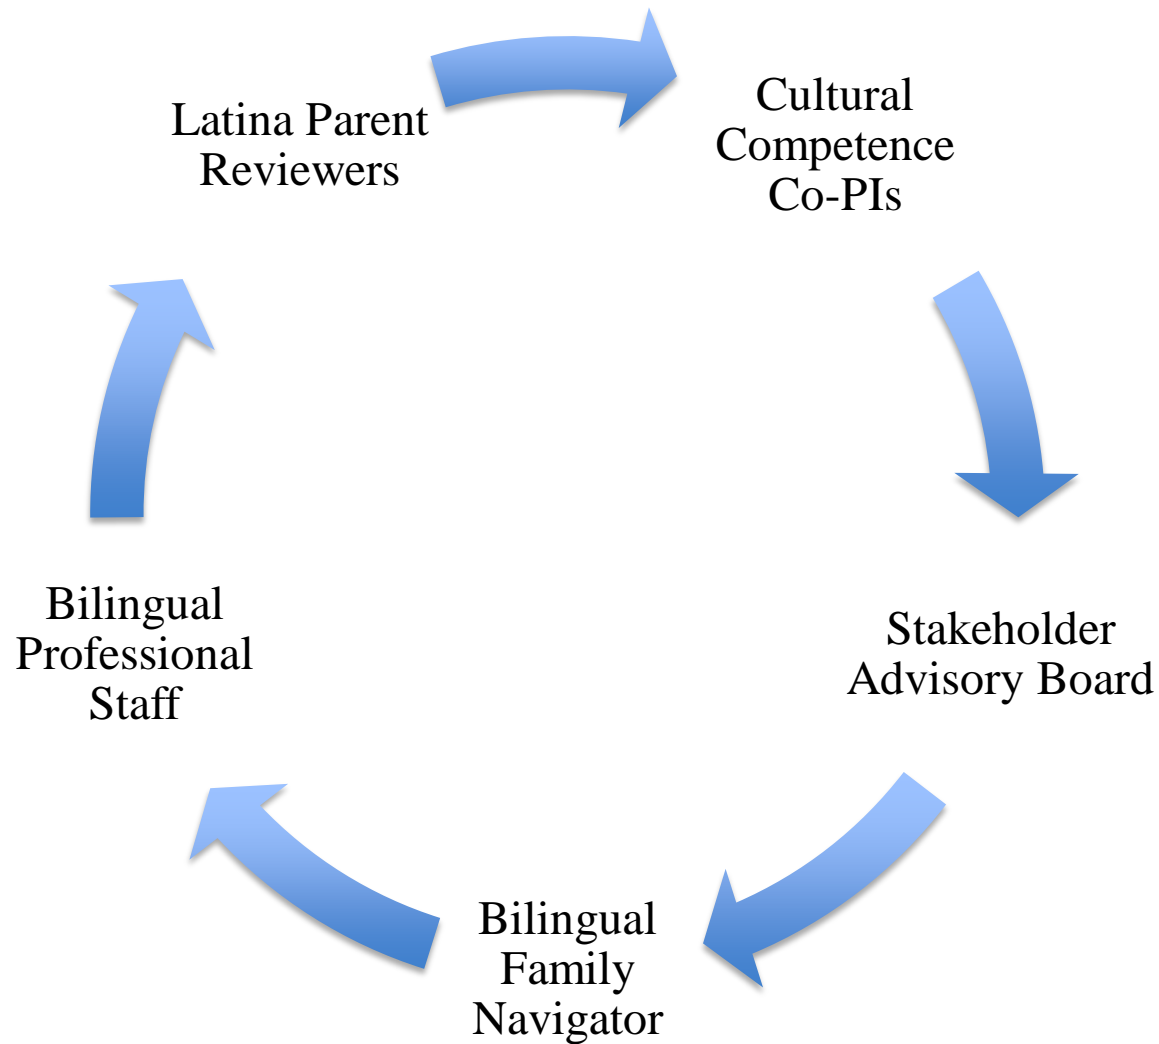 Latina Parent
Reviewers
Cultural
Competence
Co-PIs
Stakeholder
Advisory Board
Bilingual
Family
Navigator
Bilingual
Professional
Staff